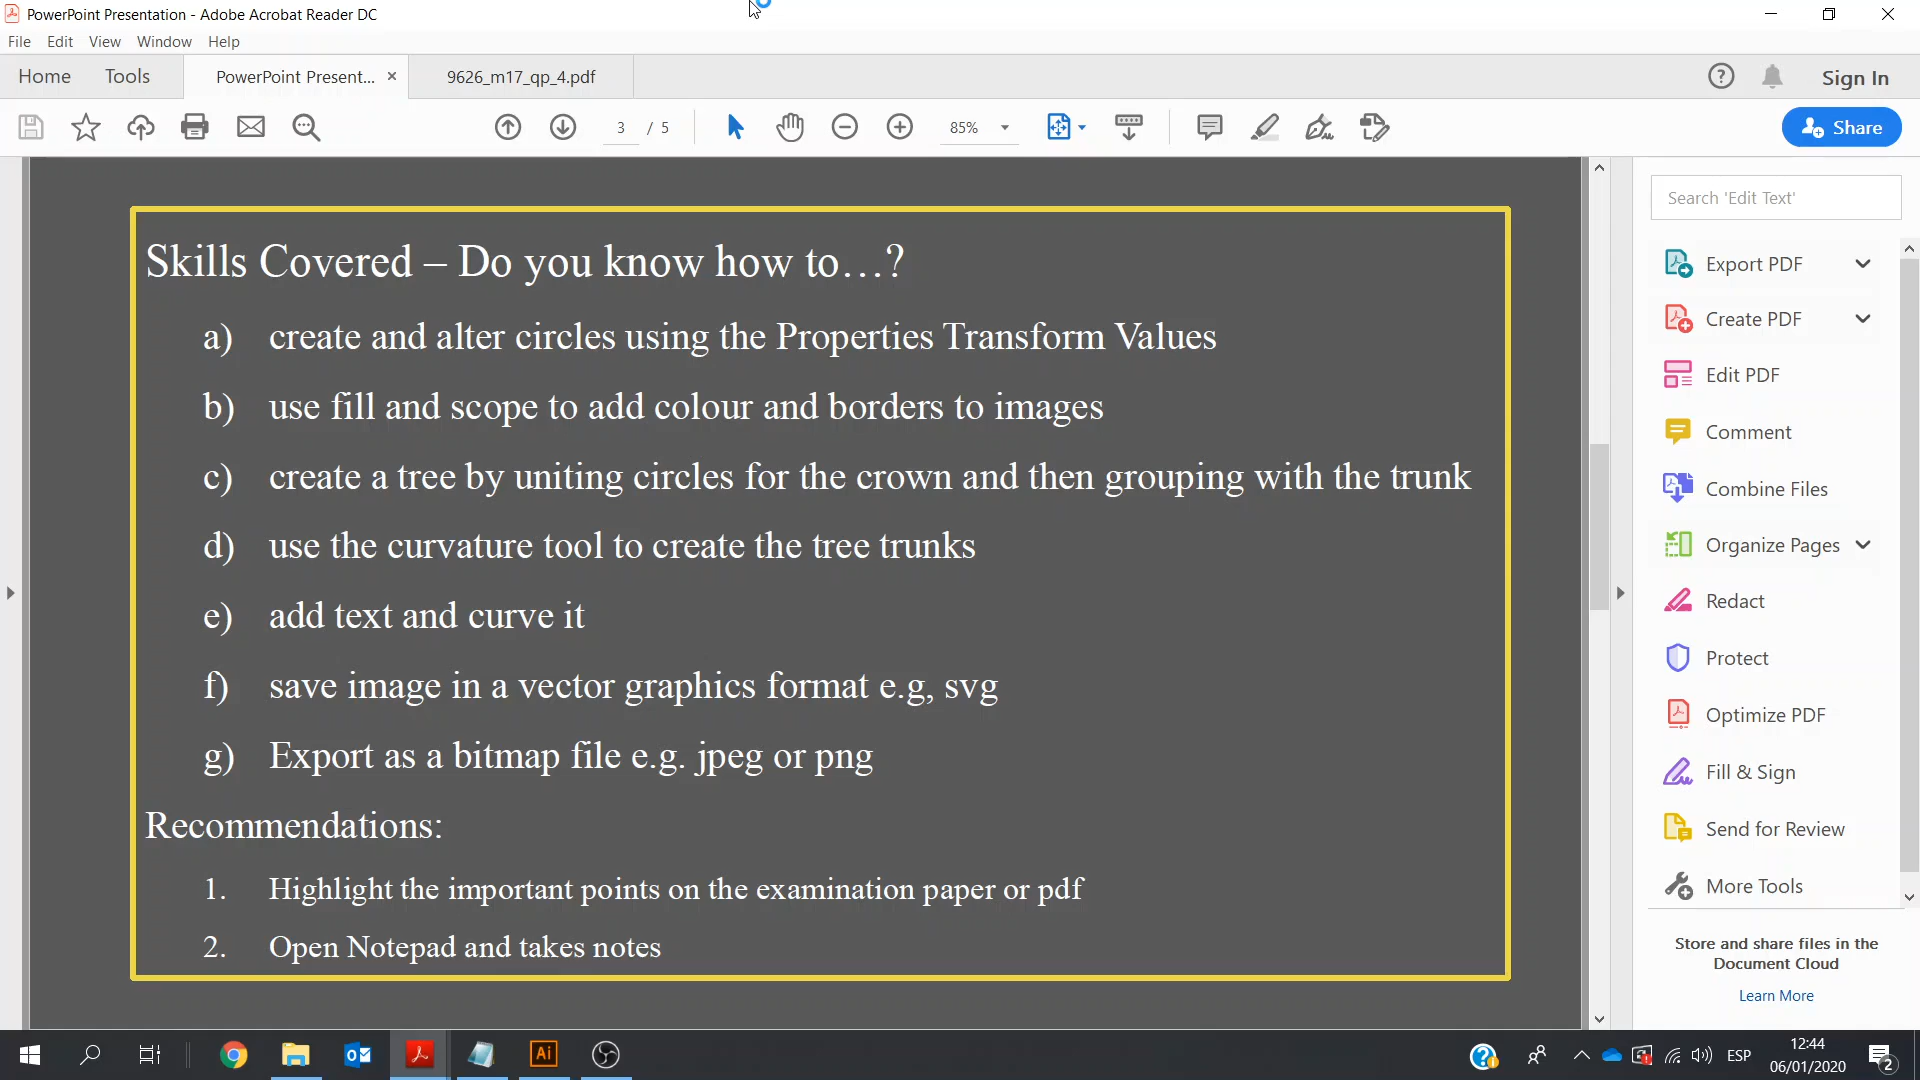 PowerPoint Presentation - Adobe Acrobat Reader DC
File Edit View Window Help
Home Tools PowerPoint Present... × 9626_m17_qp_4.pdf Sign In
3 / 5 85% Share
Skills Covered – Do you know how to…?
a) create and alter circles using the Properties Transform Values
b) use fill and scope to add colour and borders to images
c) create a tree by uniting circles for the crown and then grouping with the trunk
d) use the curvature tool to create the tree trunks
e) add text and curve it
f) save image in a vector graphics format e.g, svg
g) Export as a bitmap file e.g. jpeg or png
Recommendations:
1. Highlight the important points on the examination paper or pdf
2. Open Notepad and takes notes
Search 'Edit Text'
Export PDF
Create PDF
Edit PDF
Comment
Combine Files
Organize Pages
Redact
Protect
Optimize PDF
Fill & Sign
Send for Review
More Tools
Store and share files in the
Document Cloud
Learn More
Ai
ESP
12:44
06/01/2020
2